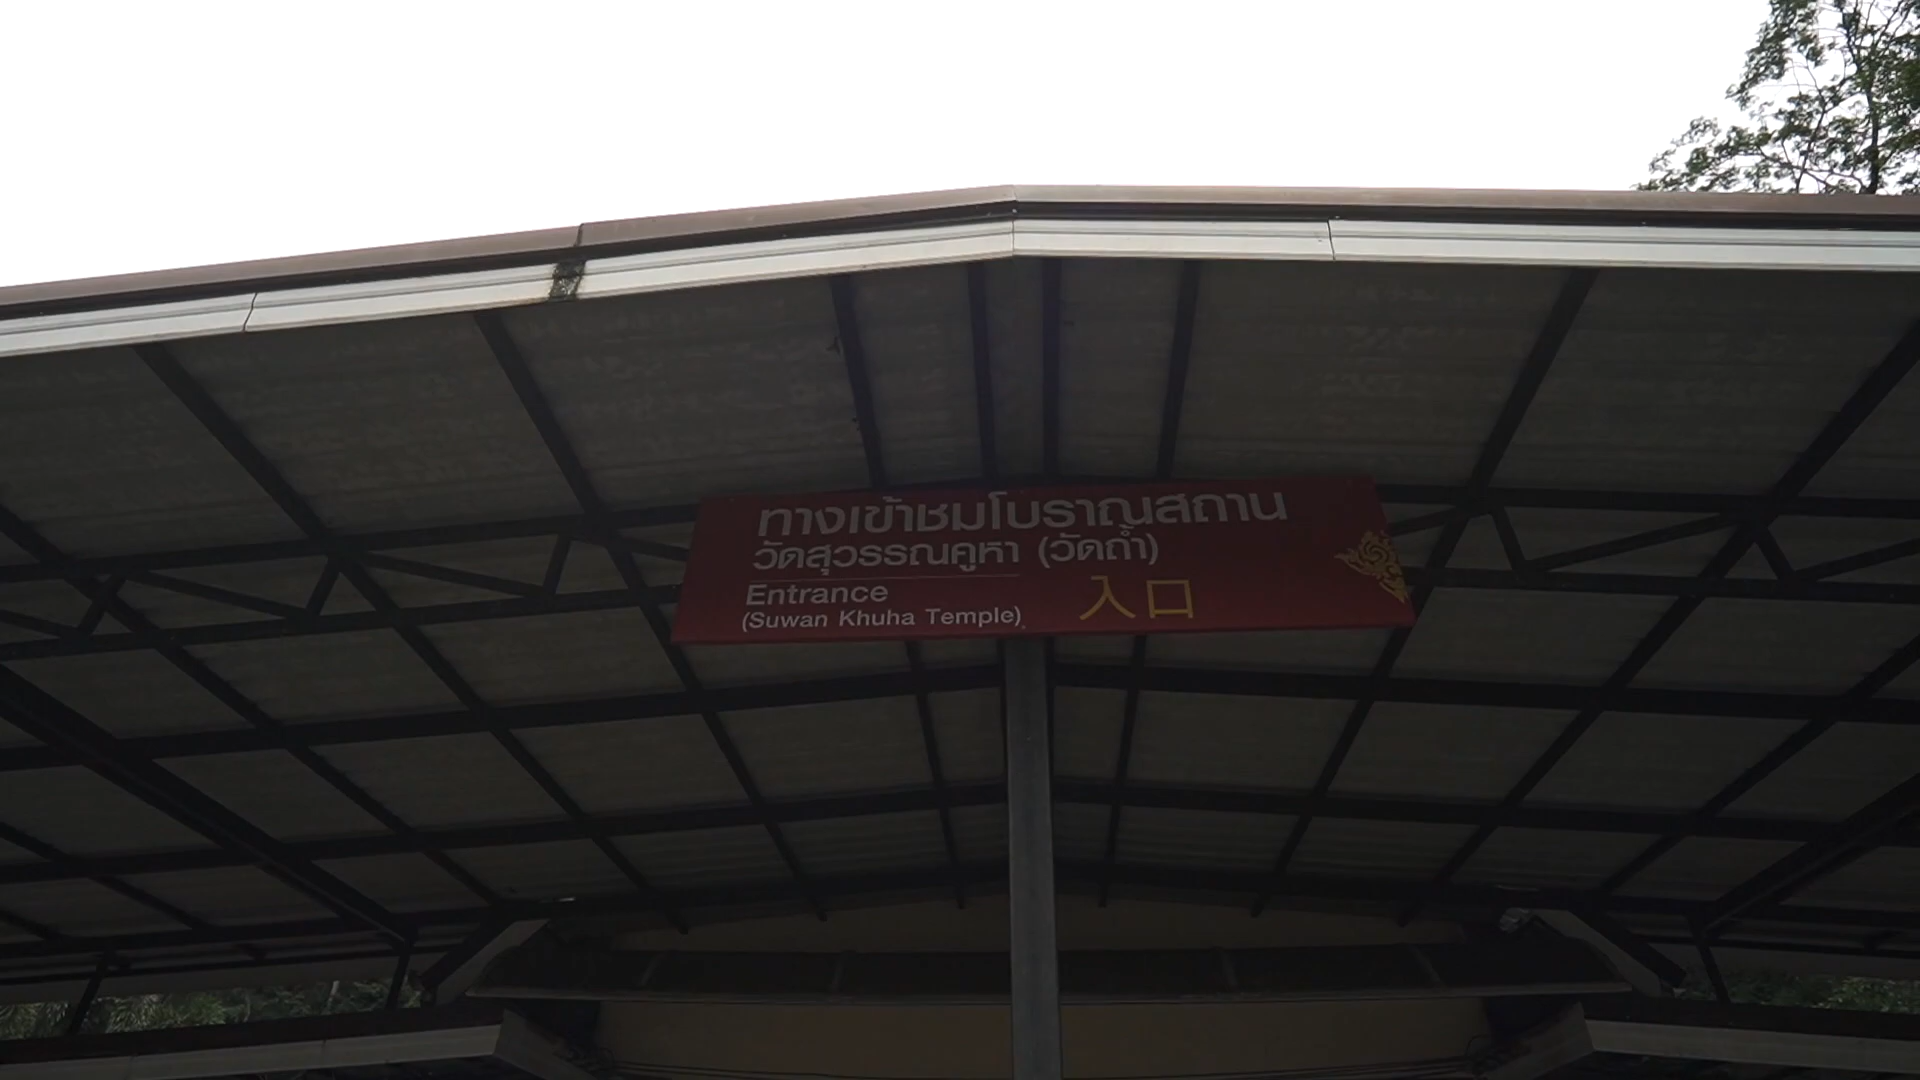 ทางเข้าชมโบราณสถาน
วัดสุวรรณคูหา (วัดถ้ำ)
Entrance 入口
(Suwan Khuha Temple)